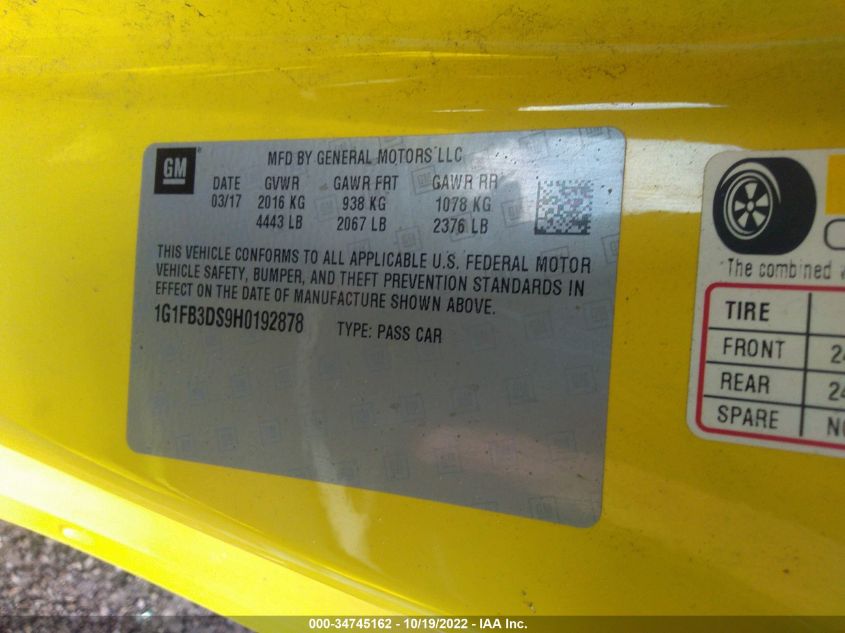 GM
MFD BY GENERAL MOTORS LLC
DATE GVWR GAWR FRT GAWR RR
03/17 2016 KG 938 KG 1078 KG
4443 LB 2067 LB 2376 LB
THIS VEHICLE CONFORMS TO ALL APPLICABLE U.S. FEDERAL MOTOR
VEHICLE SAFETY, BUMPER, AND THEFT PREVENTION STANDARDS IN
EFFECT ON THE DATE OF MANUFACTURE SHOWN ABOVE.
1G1FB3DS9H0192878 TYPE: PASS CAR
The combined
TIRE
FRONT 24
REAR 24
SPARE
000-34745162 - 10/19/2022 - IAA Inc.